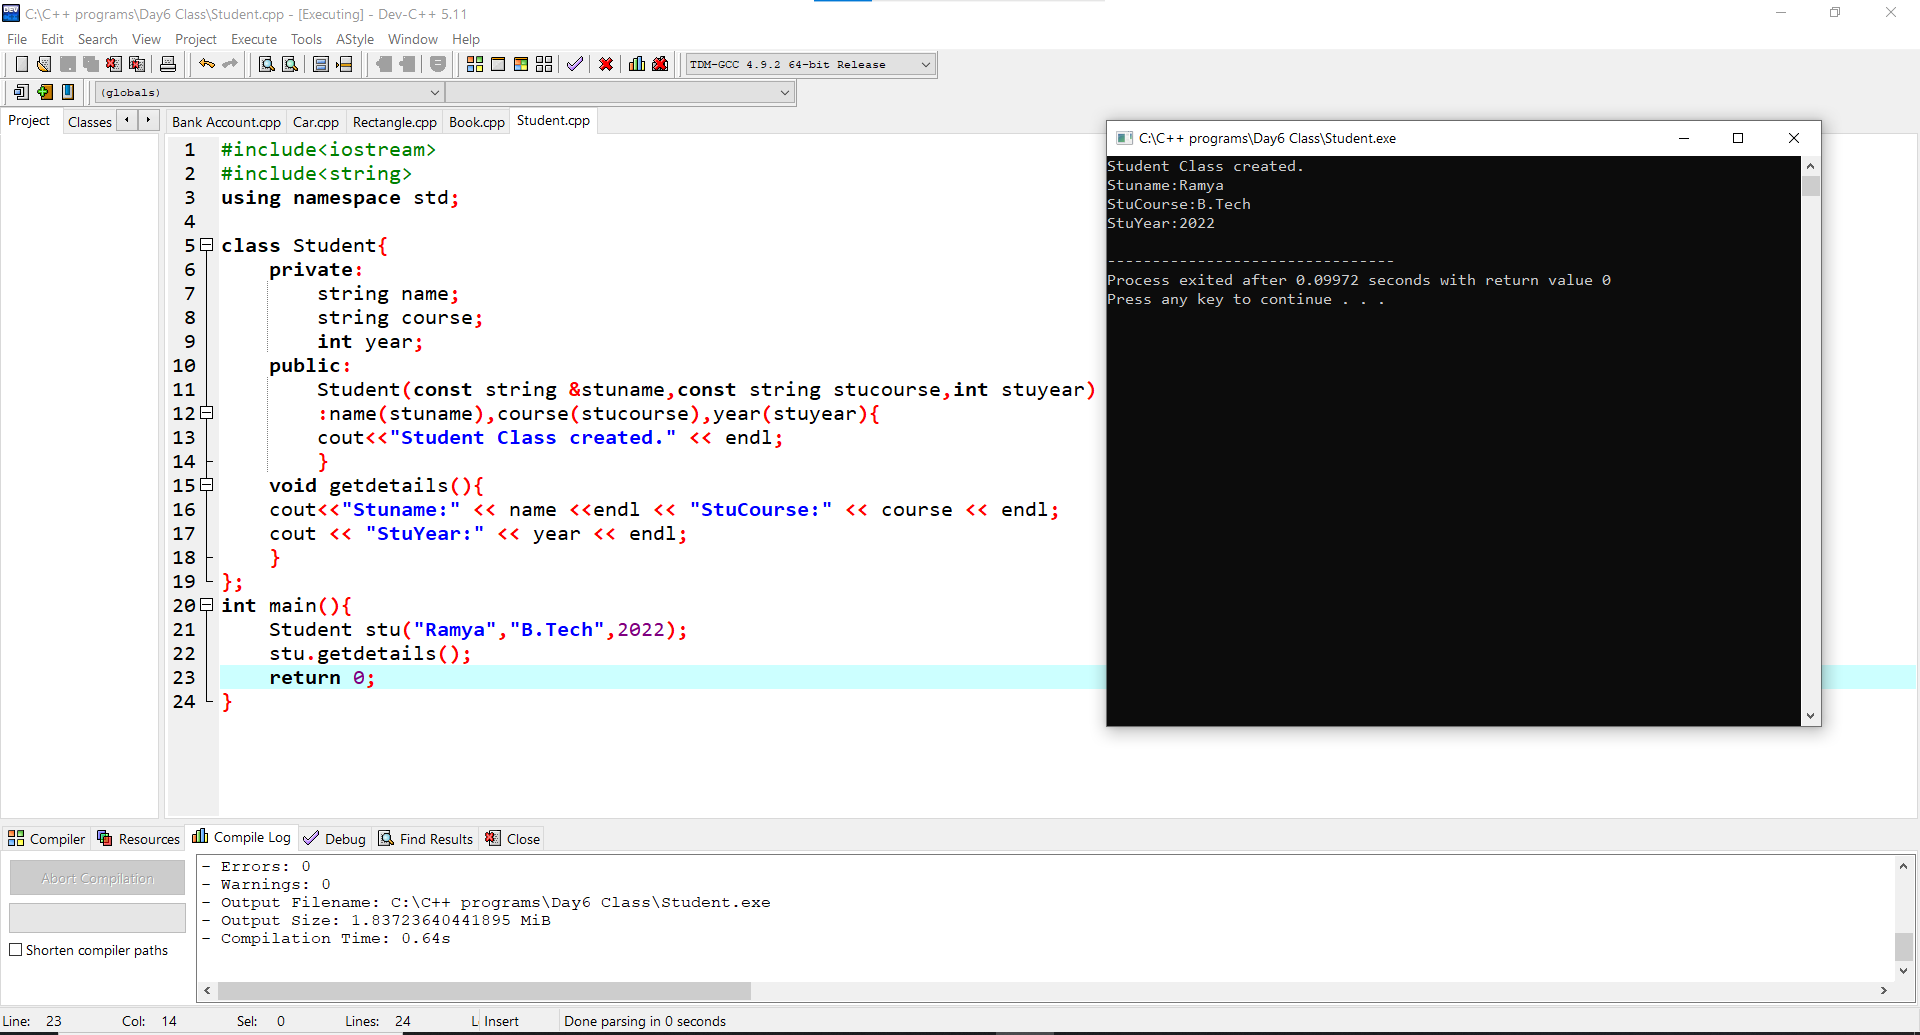 C:\C++ programs\Day6 Class\Student.cpp - [Executing] - Dev-C++ 5.11
File Edit Search View Project Execute Tools AStyle Window Help
TDM-GCC 4.9.2 64-bit Release
(globals)
Project Classes
Bank Account.cpp Car.cpp Rectangle.cpp Book.cpp Student.cpp
1 #include<iostream>
2 #include<string>
3 using namespace std;
4
5 class Student{
6 private:
7 string name;
8 string course;
9 int year;
10 public:
11 Student(const string &stuname,const string stucourse,int stuyear)
12 :name(stuname),course(stucourse),year(stuyear){
13 cout<<"Student Class created." << endl;
14 }
15 void getdetails(){
16 cout<<"Stuname:" << name <<endl << "StuCourse:" << course << endl;
17 cout << "StuYear:" << year << endl;
18 }
19 };
20 int main(){
21 Student stu("Ramya","B.Tech",2022);
22 stu.getdetails();
23 return 0;
24 }
C:\C++ programs\Day6 Class\Student.exe
Student Class created.
Stuname:Ramya
StuCourse:B.Tech
StuYear:2022
--------------------------------
Process exited after 0.09972 seconds with return value 0
Press any key to continue . . .
Compiler Resources Compile Log Debug Find Results Close
Abort Compilation
Shorten compiler paths
- Errors: 0
- Warnings: 0
- Output Filename: C:\C++ programs\Day6 Class\Student.exe
- Output Size: 1.83723640441895 MiB
- Compilation Time: 0.64s
Line: 23 Col: 14 Sel: 0 Lines: 24 L Insert Done parsing in 0 seconds